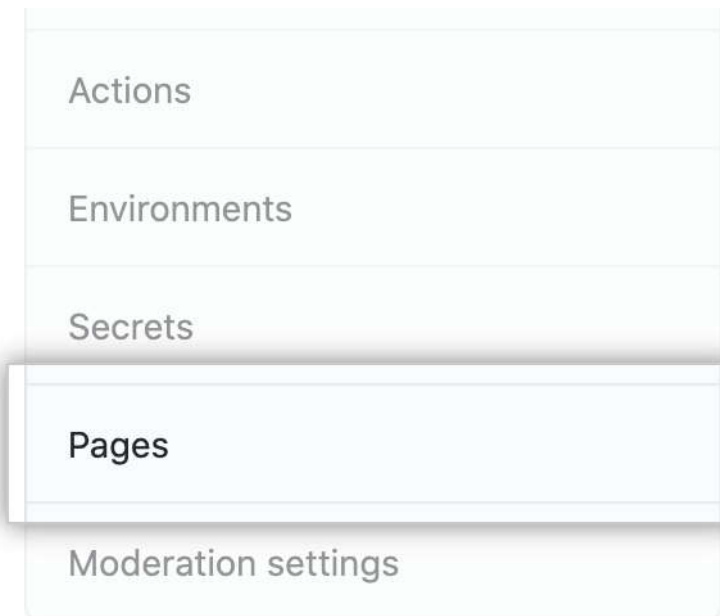 Actions
Environments
Secrets
Pages
Moderation settings